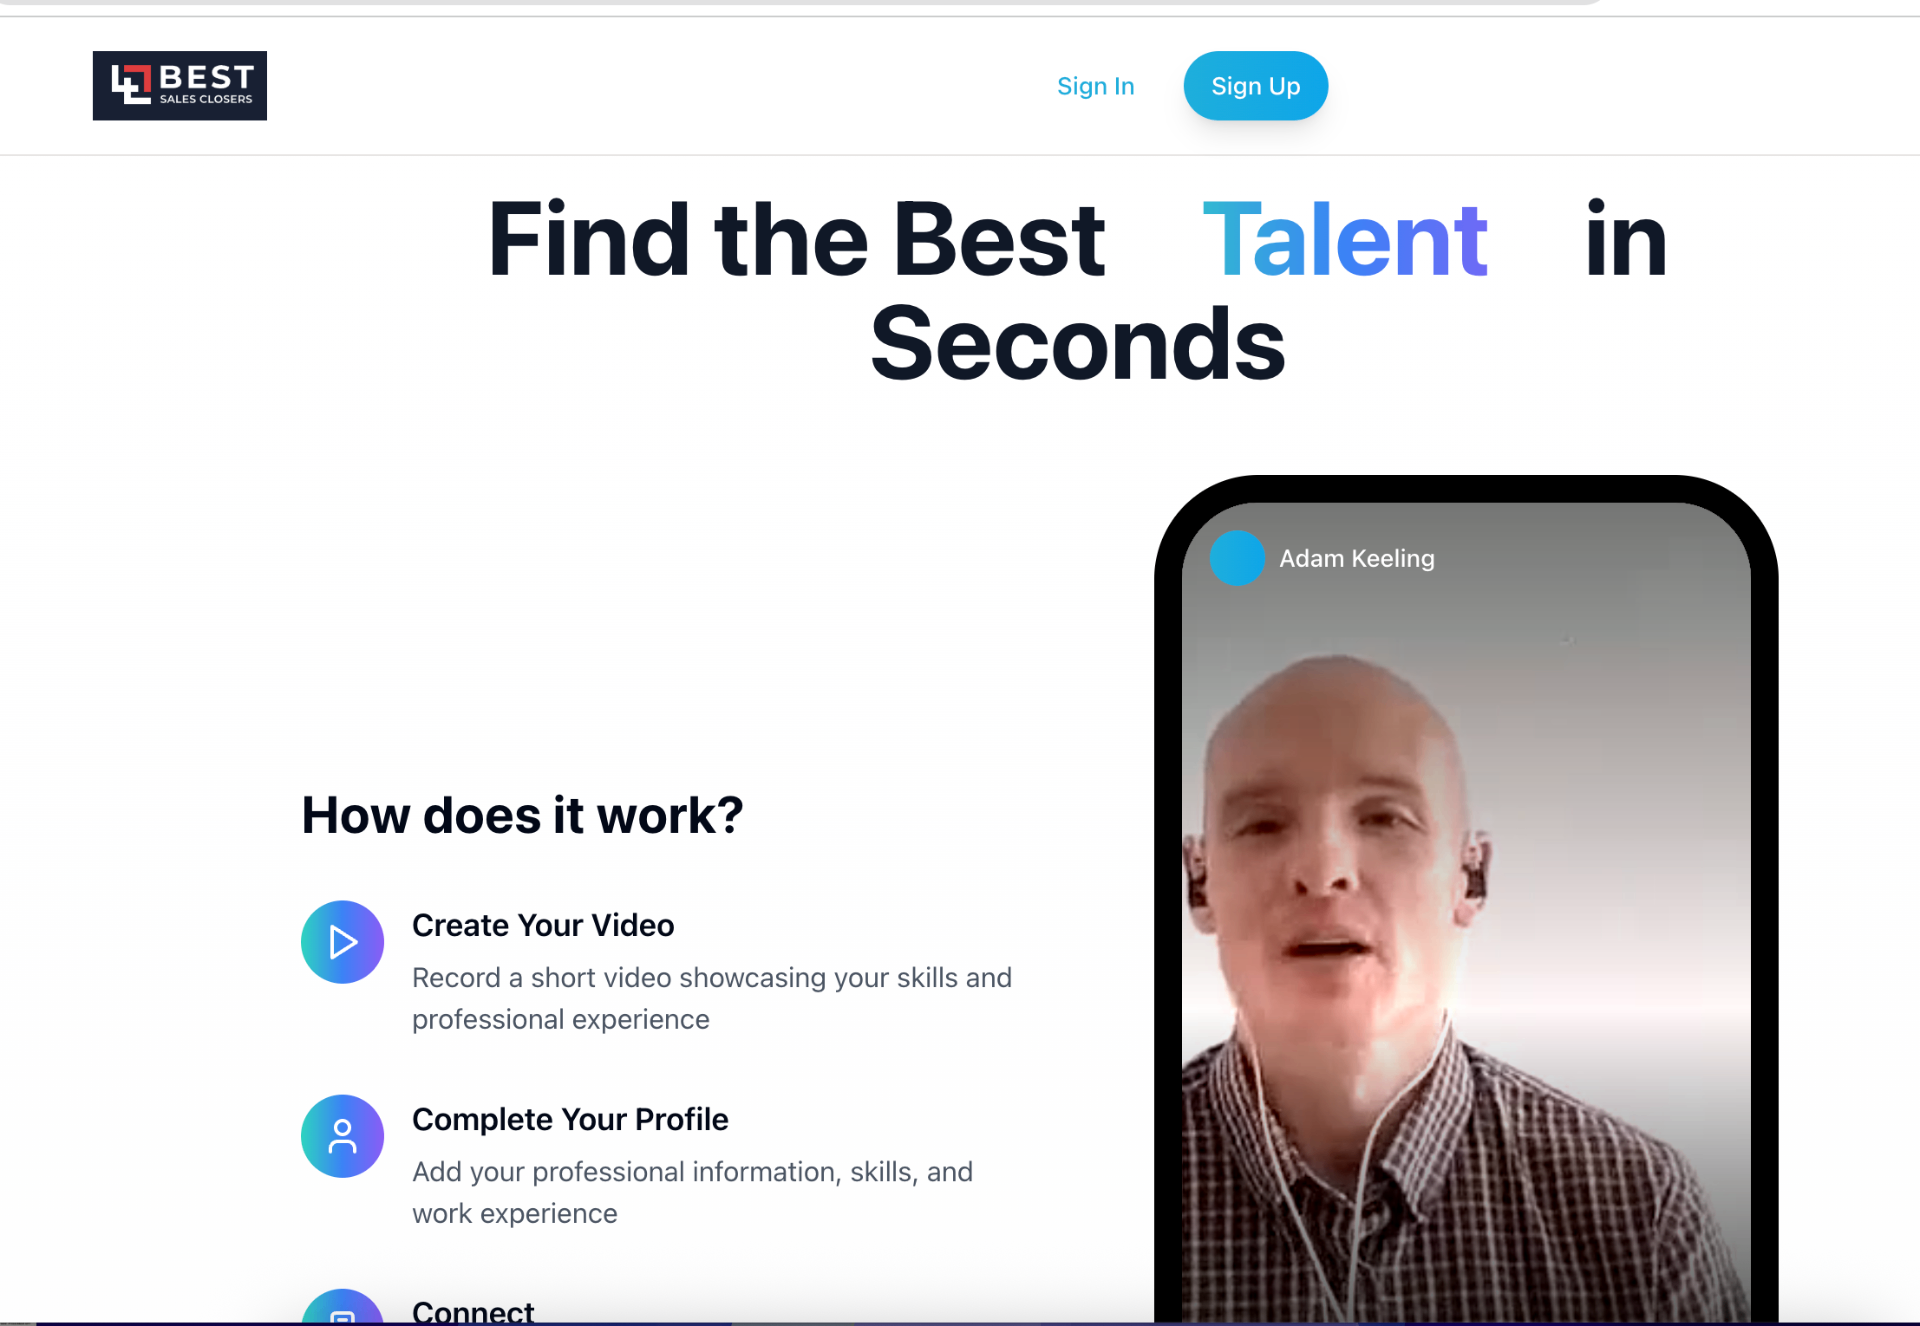 BEST
SALES CLOSERS
Sign In
Sign Up
Find the Best Talent in
Seconds
Adam Keeling
How does it work?
Create Your Video
Record a short video showcasing your skills and
professional experience
Complete Your Profile
Add your professional information, skills, and
work experience
Connect